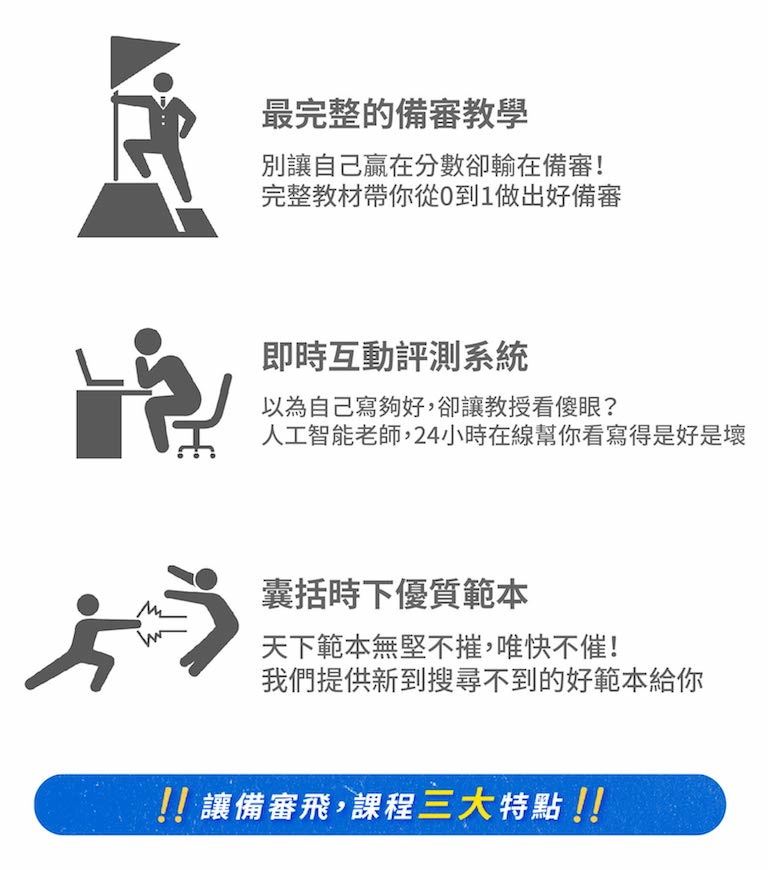 最完整的備審教學
別讓自己贏在分數卻輸在備審！
完整教材帶你從0到1做出好備審
即時互動評測系統
以為自己寫夠好，卻讓教授看傻眼？
人工智能老師，24小時在線幫你看寫得是好是壞
囊括時下優質範本
天下範本無堅不摧，唯快不催！
我們提供新到搜尋不到的好範本給你
!! 讓備審飛，課程三大特點 !!